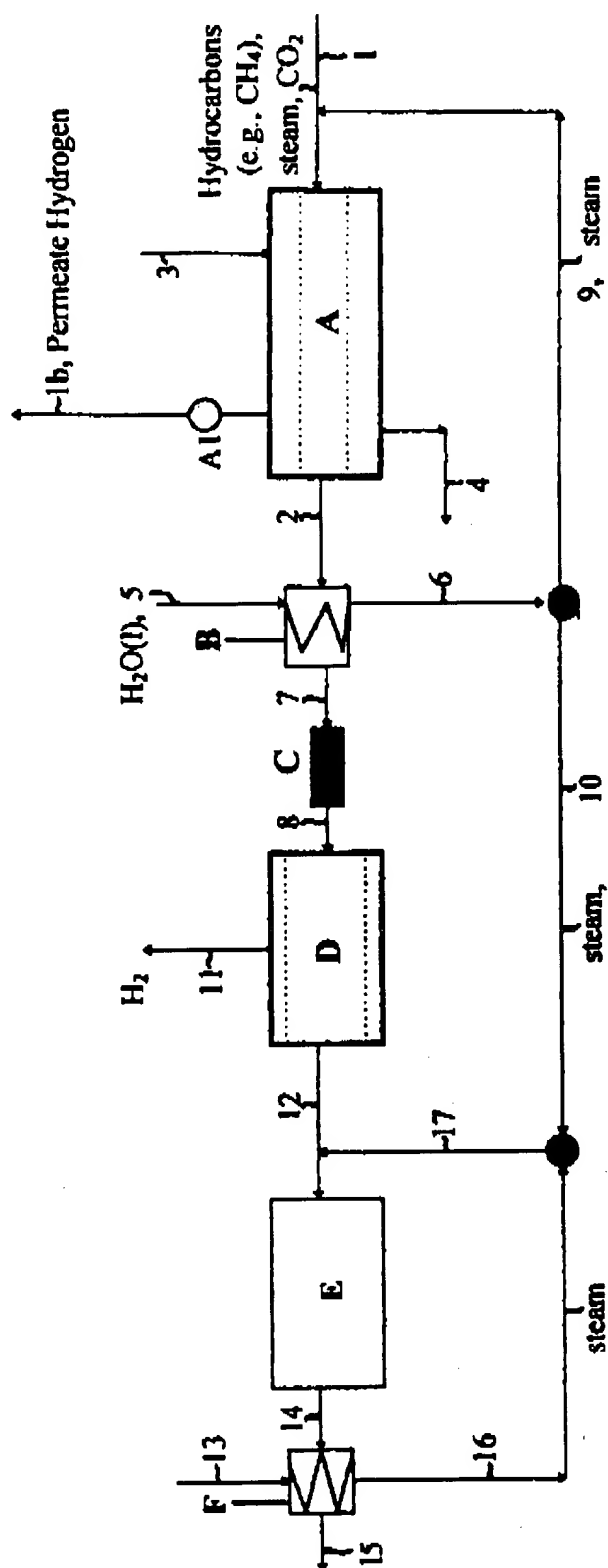 Hydrocarbons
(e.g., CH₄),
steam, CO₂
1
1b, Permeate Hydrogen
3
A
A1
4
9, steam
2
H₂O(l), 5
B
6
7
C
8
10
steam,
D
H₂
11
12
17
E
steam
14
13
F
16
15